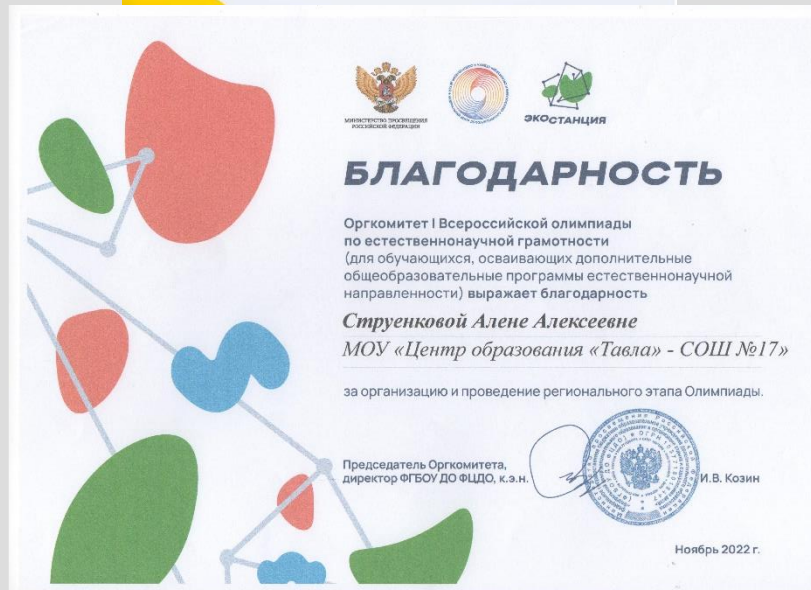 МИНИСТЕРСТВО ПРОСВЕЩЕНИЯ
РОССИЙСКОЙ ФЕДЕРАЦИИ
ЭКОСТАНЦИЯ
БЛАГОДАРНОСТЬ
Оргкомитет I Всероссийской олимпиады
по естественнонаучной грамотности
(для обучающихся, осваивающих дополнительные
общеобразовательные программы естественнонаучной
направленности) выражает благодарность
Струенковой Алене Алексеевне
МОУ «Центр образования «Тавла» - СОШ №17»
за организацию и проведение регионального этапа Олимпиады.
Председатель Оргкомитета,
директор ФГБОУ ДО ФЦДО, к.э.н.
И.В. Козин
Ноябрь 2022 г.